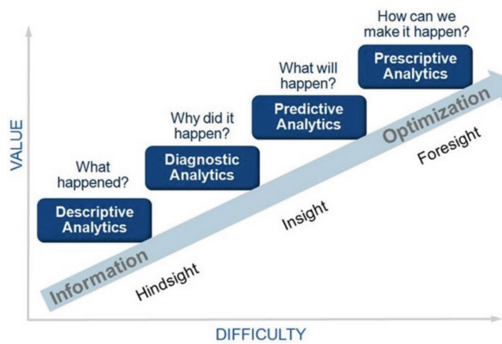 How can we
make it happen?
Prescriptive
Analytics
What will
happen?
Predictive
Analytics
Why did it
happen?
Diagnostic
Analytics
What
happened?
Descriptive
Analytics
Information
Optimization
Hindsight
Insight
Foresight
VALUE
DIFFICULTY